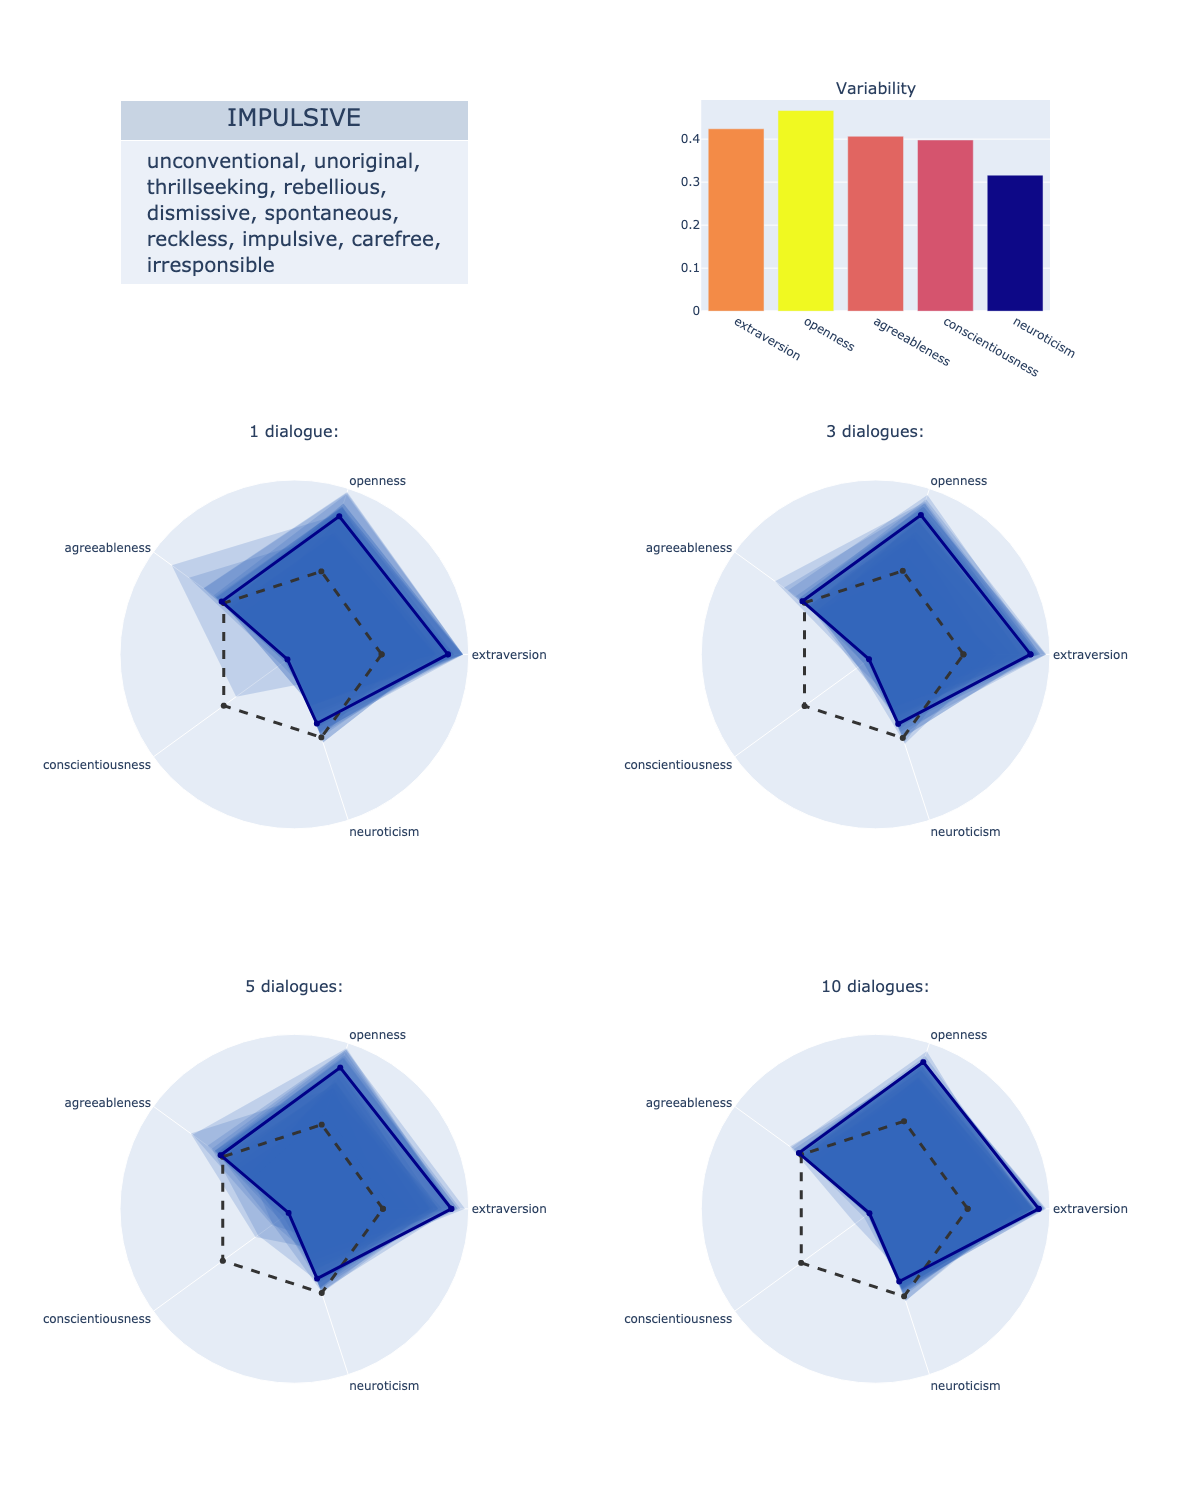 IMPULSIVE
unconventional, unoriginal,
thrillseeking, rebellious,
dismissive, spontaneous,
reckless, impulsive, carefree,
irresponsible
Variability
0.4
0.3
0.2
0.1
0
extraversion
openness
agreeableness
conscientiousness
neuroticism
1 dialogue:
openness
agreeableness
extraversion
conscientiousness
neuroticism
3 dialogues:
openness
agreeableness
extraversion
conscientiousness
neuroticism
5 dialogues:
openness
agreeableness
extraversion
conscientiousness
neuroticism
10 dialogues:
openness
agreeableness
extraversion
conscientiousness
neuroticism